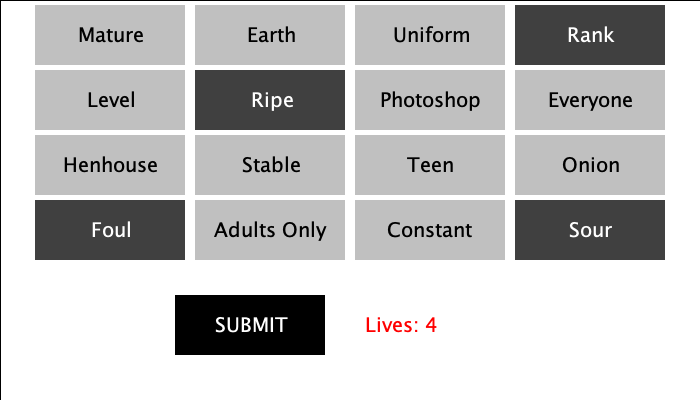 Mature Earth Uniform Rank
Level Ripe Photoshop Everyone
Henhouse Stable Teen Onion
Foul Adults Only Constant Sour
SUBMIT Lives: 4